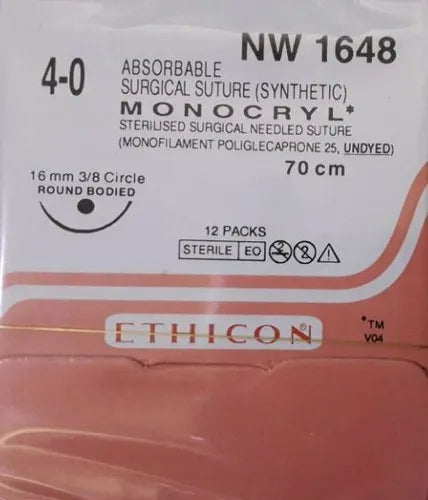 NW 1648
4-0
ABSORBABLE
SURGICAL SUTURE (SYNTHETIC)
MONOCRYL*
STERILISED SURGICAL NEEDLED SUTURE
(MONOFILAMENT POLIGLECAPRONE 25, UNDYED)
70 cm
16 mm 3/8 Circle
ROUND BODIED
12 PACKS
STERILE EO
ETHICON®
*TM
V04